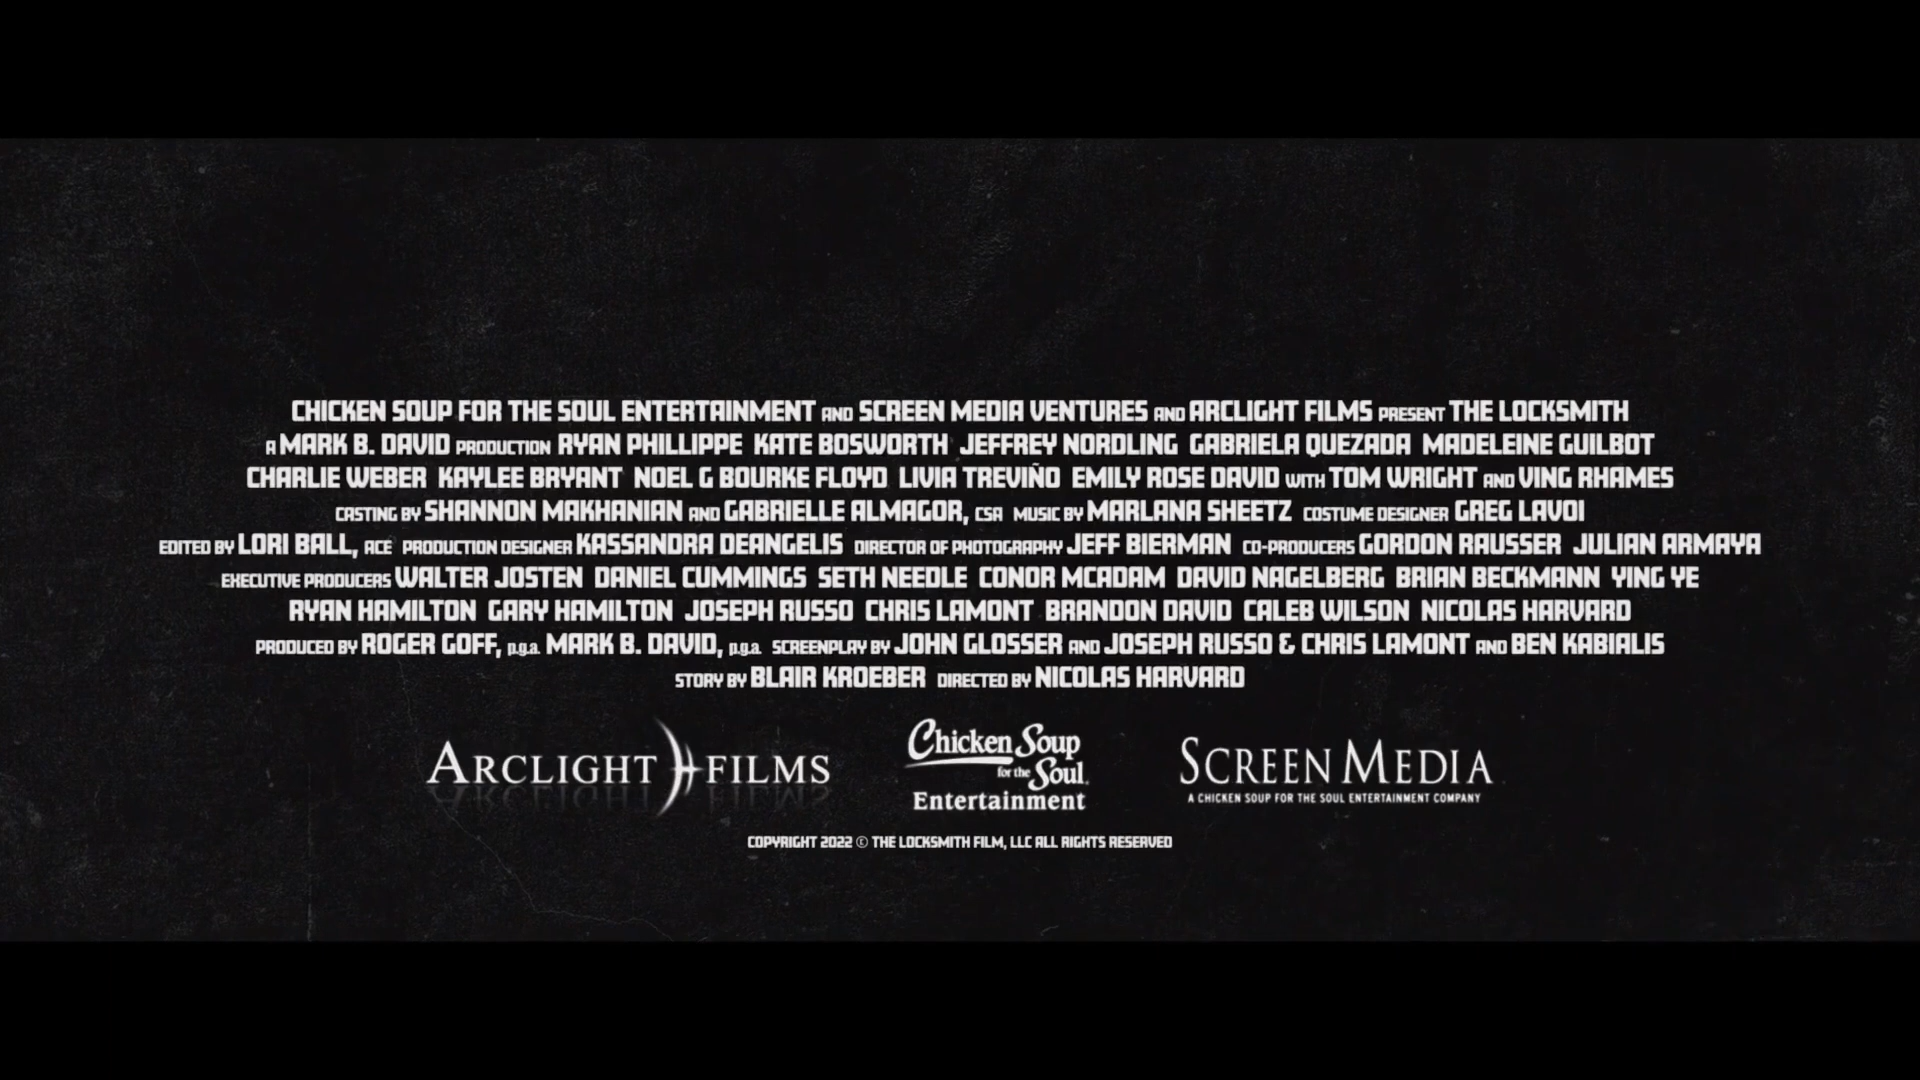 CHICKEN SOUP FOR THE SOUL ENTERTAINMENT AND SCREEN MEDIA VENTURES AND ARCLIGHT FILMS PRESENT THE LOCKSMITH
A MARK B. DAVID PRODUCTION RYAN PHILLIPPE KATE BOSWORTH JEFFREY NORDLING GABRIELA QUEZADA MADELEINE GUILBOT
CHARLIE WEBER KAYLEE BRYANT NOEL G BOURKE FLOYD LIVIA TREVIÑO EMILY ROSE DAVID WITH TOM WRIGHT AND VING RHAMES
CASTING BY SHANNON MAKHANIAN AND GABRIELLE ALMAGOR, CSA MUSIC BY MARLANA SHEETZ COSTUME DESIGNER GREG LAVOI
EDITED BY LORI BALL, ACE PRODUCTION DESIGNER KASSANDRA DEANGELIS DIRECTOR OF PHOTOGRAPHY JEFF BIERMAN CO-PRODUCERS GORDON RAUSSER JULIAN ARMAYA
EXECUTIVE PRODUCERS WALTER JOSTEN DANIEL CUMMINGS SETH NEEDLE CONOR MCADAM DAVID NAGELBERG BRIAN BECKMANN YING YE
RYAN HAMILTON GARY HAMILTON JOSEPH RUSSO CHRIS LAMONT BRANDON DAVID CALEB WILSON NICOLAS HARVARD
PRODUCED BY ROGER GOFF, p.g.a. MARK B. DAVID, p.g.a. SCREENPLAY BY JOHN GLOSSER AND JOSEPH RUSSO & CHRIS LAMONT AND BEN KABIALIS
STORY BY BLAIR KROEBER DIRECTED BY NICOLAS HARVARD
ARCLIGHT FILMS
Chicken Soup
for the Soul
Entertainment
SCREEN MEDIA
A CHICKEN SOUP FOR THE SOUL ENTERTAINMENT COMPANY
COPYRIGHT 2022 © THE LOCKSMITH FILM, LLC ALL RIGHTS RESERVED